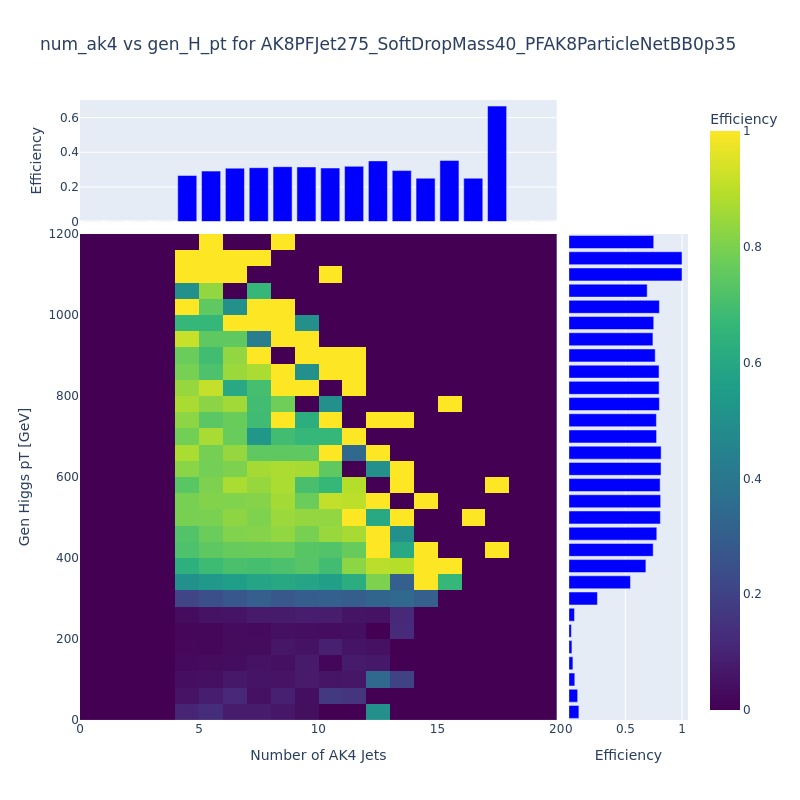 num_ak4 vs gen_H_pt for AK8PFJet275_SoftDropMass40_PFAK8ParticleNetBB0p35
Efficiency
0.6
0.4
0.2
0
Efficiency
1
0.8
0.6
0.4
0.2
0
Gen Higgs pT [GeV]
1200
1000
800
600
400
200
0
0 5 10 15 20
Number of AK4 Jets
0 0.5 1
Efficiency